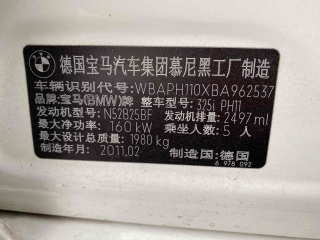 BMW
德国宝马汽车集团慕尼黑工厂制造
车辆识别代号:WBAPH110XBA962537
品牌:宝马(BMW)牌 整车型号:325i PH11
发动机型号:N52B25BF 发动机排量:2497ml
最大净功率:160kW 乘坐人数:5 人
最大设计总质量:1980kg
制造年月:2011.02 制造国:德国
6 978 092